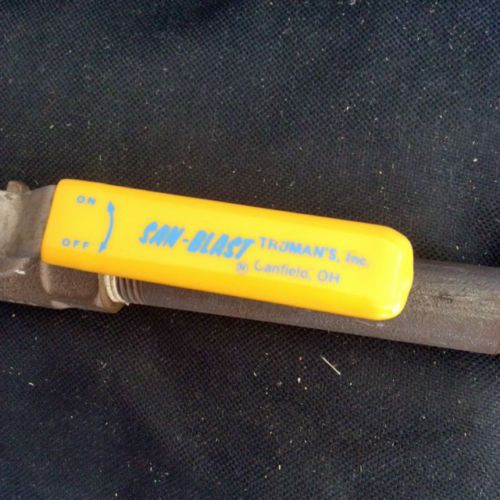 ON
OFF
SAN-BLAST
TRUMAN'S, Inc.
® Canfield, OH